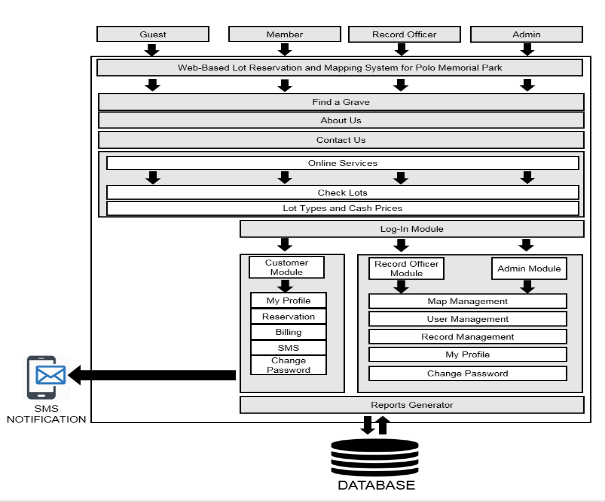 Guest
Member
Record Officer
Admin
Web-Based Lot Reservation and Mapping System for Polo Memorial Park
Find a Grave
About Us
Contact Us
Online Services
Check Lots
Lot Types and Cash Prices
Log-In Module
Customer
Module
My Profile
Reservation
Billing
SMS
Change
Password
Record Officer
Module
Admin Module
Map Management
User Management
Record Management
My Profile
Change Password
SMS
NOTIFICATION
Reports Generator
DATABASE